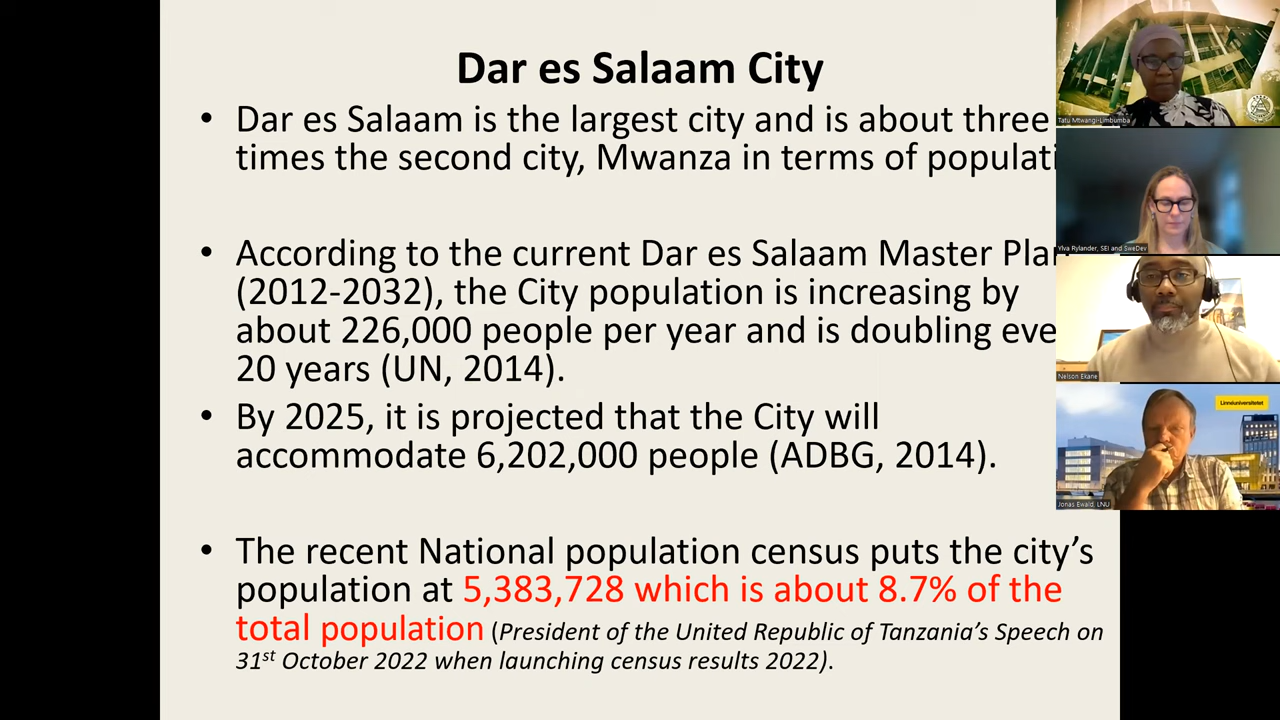 Dar es Salaam City
• Dar es Salaam is the largest city and is about three
times the second city, Mwanza in terms of populati
• According to the current Dar es Salaam Master Plan
(2012-2032), the City population is increasing by
about 226,000 people per year and is doubling eve
20 years (UN, 2014).
• By 2025, it is projected that the City will
accommodate 6,202,000 people (ADBG, 2014).
• The recent National population census puts the city’s
population at 5,383,728 which is about 8.7% of the
total population (President of the United Republic of Tanzania’s Speech on
31st October 2022 when launching census results 2022).
Tatu Mtwangi-Limbumba
Ylva Rylander, SEI and SweDev
Nelson Ekane
Linnéuniversitetet
Jonas Ewald, LNU